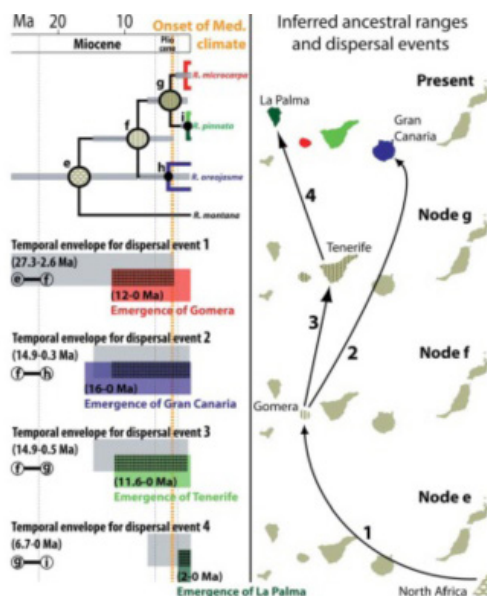 Ma 20 10
Onset of Med.
climate
Miocene
Plio
cene
g
R. microcarpa
i
R. pinnata
f
h
R. oreojasme
e
R. montana
Temporal envelope for dispersal event 1
(27.3-2.6 Ma)
e f
(12-0 Ma)
Emergence of Gomera
Temporal envelope for dispersal event 2
(14.9-0.3 Ma)
f h
(16-0 Ma)
Emergence of Gran Canaria
Temporal envelope for dispersal event 3
(14.9-0.5 Ma)
f g
(11.6-0 Ma)
Emergence of Tenerife
Temporal envelope for dispersal event 4
(6.7-0 Ma)
g i
(2-0 Ma)
Emergence of La Palma
Inferred ancestral ranges
and dispersal events
Present
La Palma
Gran
Canaria
4
Node g
Tenerife
3
2
Node f
Gomera
Node e
1
North Africa